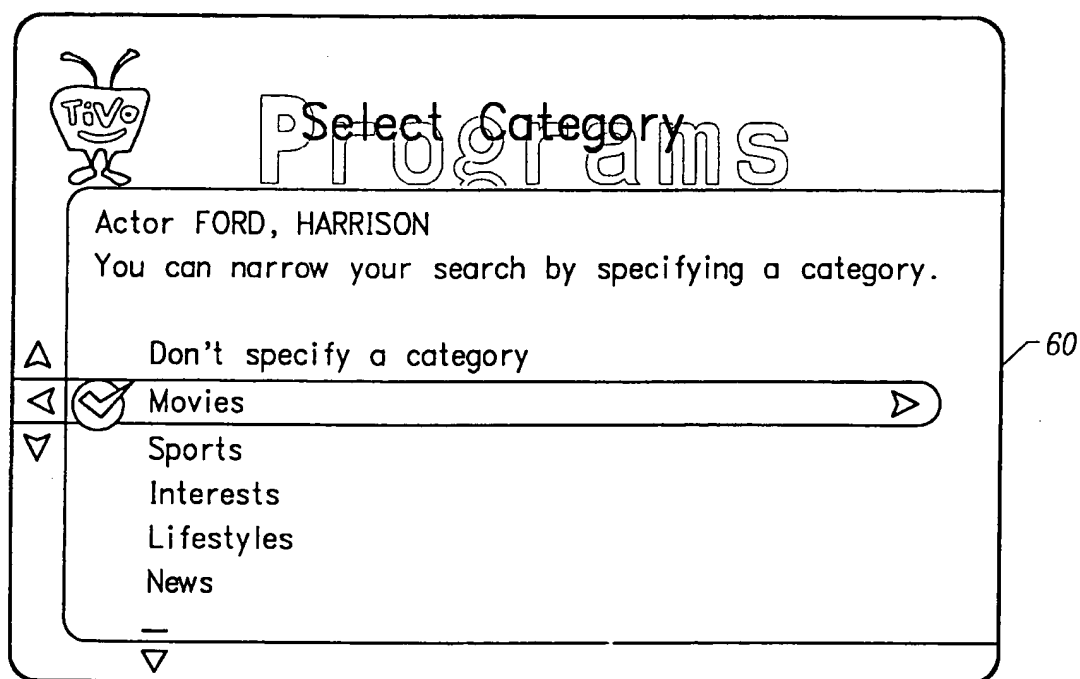 TiVo
Programs
Select Category
Actor FORD, HARRISON
You can narrow your search by specifying a category.
Don't specify a category
60
Movies
Sports
Interests
Lifestyles
News